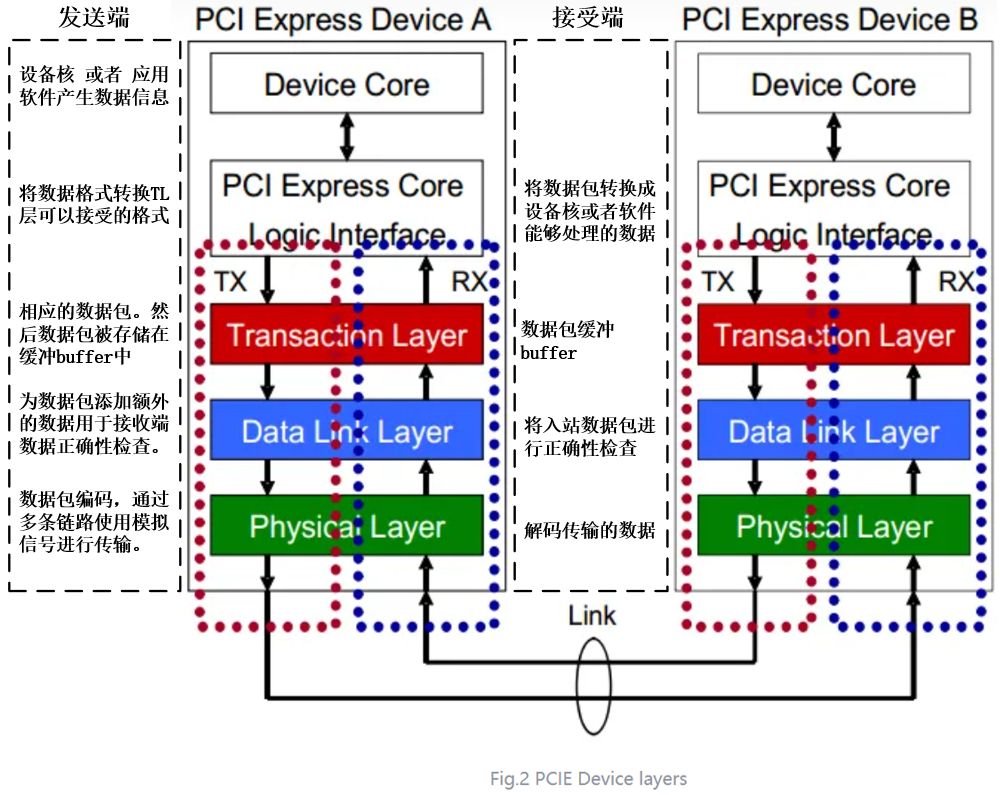 发送端
PCI Express Device A
接受端
PCI Express Device B
设备核 或者 应用
软件产生数据信息
将数据格式转换TL
层可以接受的格式
相应的数据包。然
后数据包被存储在
缓冲buffer中
为数据包添加额外
的数据用于接收端
数据正确性检查。
数据包编码，通过
多条链路使用模拟
信号进行传输。
Device Core
PCI Express Core
Logic Interface
TX
RX
Transaction Layer
Data Link Layer
Physical Layer
将数据包转换成
设备核或者软件
能够处理的数据
数据包缓冲
buffer
将入站数据包进
行正确性检查
解码传输的数据
Device Core
PCI Express Core
Logic Interface
TX
RX
Transaction Layer
Data Link Layer
Physical Layer
Link
Fig.2 PCIE Device layers